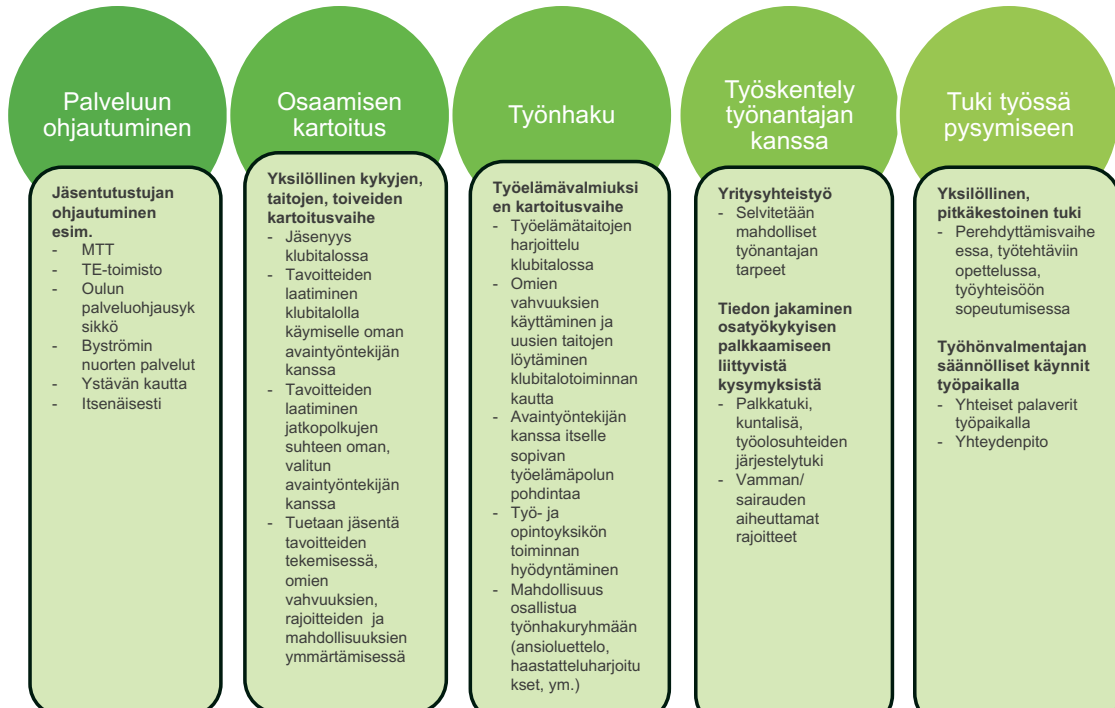 Palveluun
ohjautuminen
Jäsentutustujan
ohjautuminen
esim.
- MTT
- TE-toimisto
- Oulun
palveluohjausyk
sikkö
- Byströmin
nuorten palvelut
- Ystävän kautta
- Itsenäisesti
Osaamisen
kartoitus
Yksilöllinen kykyjen,
taitojen, toiveiden
kartoitusvaihe
- Jäsenyys
klubitalossa
- Tavoitteiden
laatiminen
klubitalolla
käymiselle oman
avaintyöntekijän
kanssa
- Tavoitteiden
laatiminen
jatkopolkujen
suhteen oman,
valitun
avaintyöntekijän
kanssa
- Tuetaan jäsentä
tavoitteiden
tekemisessä,
omien
vahvuuksien,
rajoitteiden ja
mahdollisuuksien
ymmärtämisessä
Työnhaku
Työelämävalmiuksi
en kartoitusvaihe
- Työelämätaitojen
harjoittelu
klubitalossa
- Omien
vahvuuksien
käyttäminen ja
uusien taitojen
löytäminen
klubitalotoiminnan
kautta
- Avaintyöntekijän
kanssa itselle
sopivan
työelämäpolun
pohdintaa
- Työ- ja
opintoyksikön
toiminnan
hyödyntäminen
- Mahdollisuus
osallistua
työnhakuryhmään
(ansioluettelo,
haastatteluharjoitu
kset, ym.)
Työskentely
työnantajan
kanssa
Yritysyhteistyö
- Selvitetään
mahdolliset
työnantajan
tarpeet
Tiedon jakaminen
osatyökykyisen
palkkaamiseen
liittyvistä
kysymyksistä
- Palkkatuki,
kuntalisä,
työolosuhteiden
järjestelytuki
- Vamman/
sairauden
aiheuttamat
rajoitteet
Tuki työssä
pysymiseen
Yksilöllinen,
pitkäkestoinen tuki
- Perehdyttämisvaihe
essa, työtehtäviin
opettelussa,
työyhteisöön
sopeutumisessa
Työhönvalmentajan
säännölliset käynnit
työpaikalla
- Yhteiset palaverit
työpaikalla
- Yhteydenpito